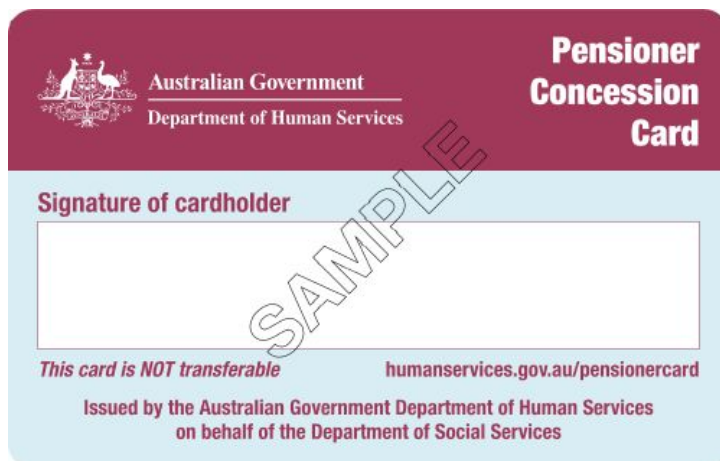 Australian Government
Department of Human Services
Pensioner
Concession
Card
Signature of cardholder
SAMPLE
This card is NOT transferable
humanservices.gov.au/pensionercard
Issued by the Australian Government Department of Human Services
on behalf of the Department of Social Services